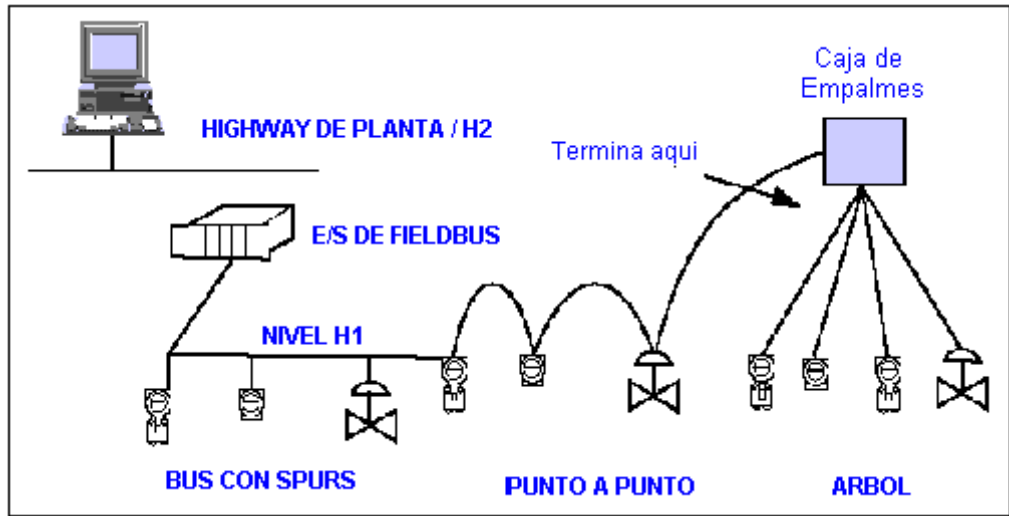 Caja de
Empalmes
HIGHWAY DE PLANTA / H2
Termina aqui
E/S DE FIELDBUS
NIVEL H1
BUS CON SPURS
PUNTO A PUNTO
ARBOL